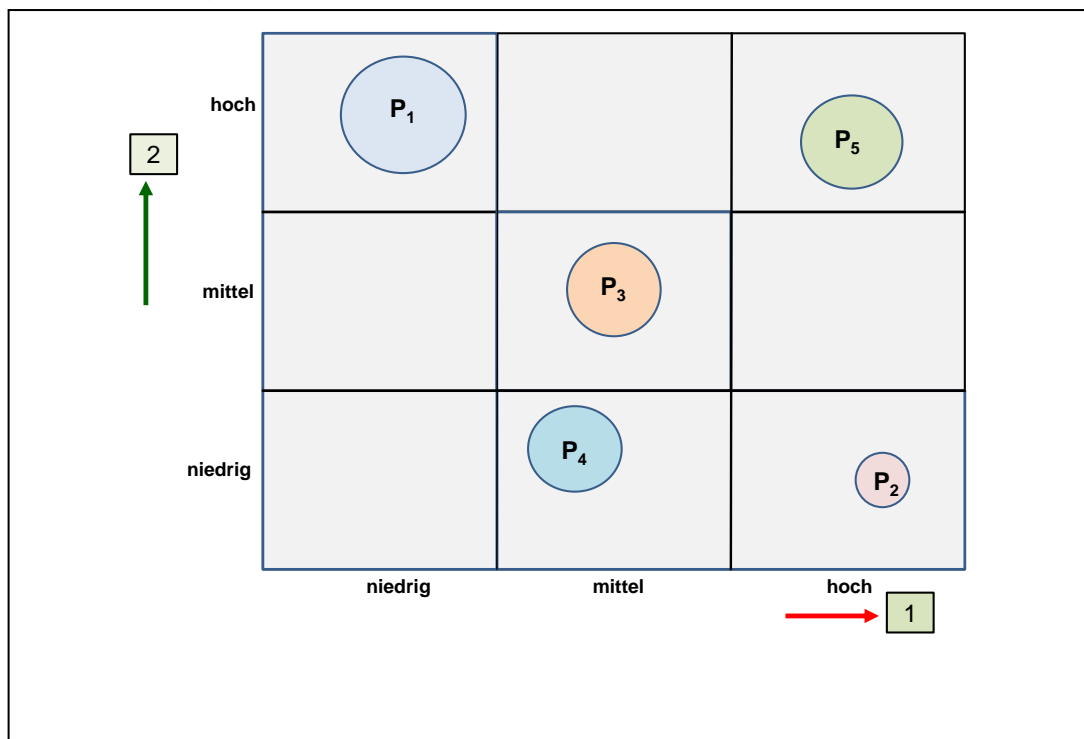 hoch
P1
P5
2
mittel
P3
niedrig
P4
P2
niedrig mittel hoch
1